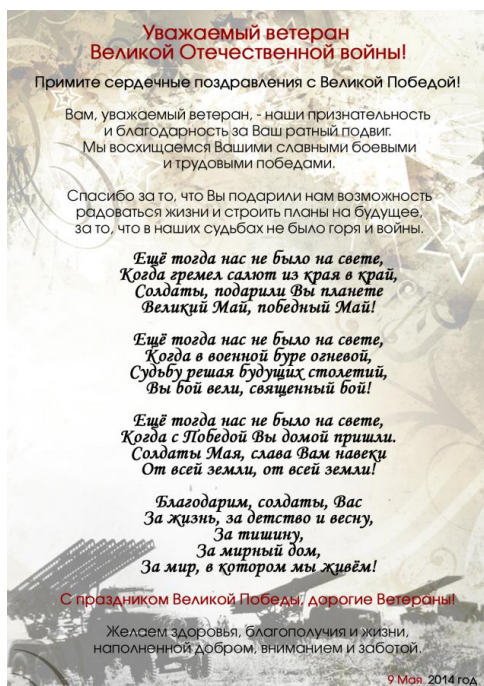 Уважаемый ветеран
Великой Отечественной войны!
Примите сердечные поздравления с Великой Победой!
Вам, уважаемый ветеран, - наши признательность
и благодарность за Ваш ратный подвиг.
Мы восхищаемся Вашими славными боевыми
и трудовыми победами.
Спасибо за то, что Вы подарили нам возможность
радоваться жизни и строить планы на будущее,
за то, что в наших судьбах не было горя и войны.
Ещё тогда нас не было на свете,
Когда гремел салют из края в край,
Солдаты, подарили Вы планете
Великий Май, победный Май!
Ещё тогда нас не было на свете,
Когда в военной буре огневой,
Судьбу решая будущих столетий,
Вы бой вели, священный бой!
Ещё тогда нас не было на свете,
Когда с Победой Вы домой пришли.
Солдаты Мая, слава Вам навеки
От всей земли, от всей земли!
Благодарим, солдаты, Вас
За жизнь, за детство и весну,
За тишину,
За мирный дом,
За мир, в котором мы живём!
С праздником Великой Победы, дорогие Ветераны!
Желаем здоровья, благополучия и жизни,
наполненной добром, вниманием и заботой.
9 Мая, 2014 год